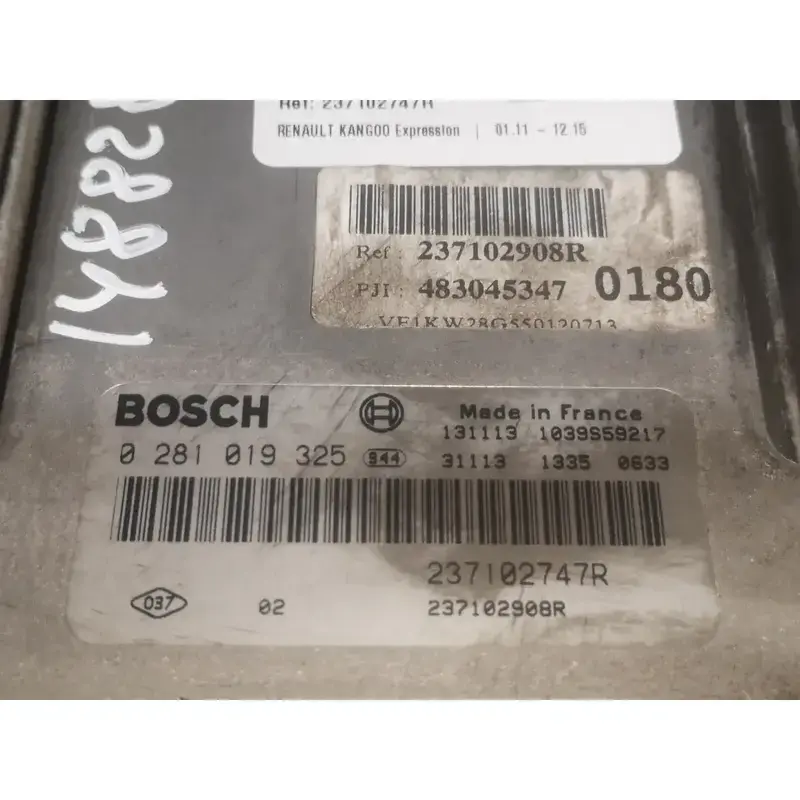 Ref: 237102747R
RENAULT KANGOO Expression | 01.11 - 12.15
Ref : 237102908R
PJI : 483045347 0180
VF1KW28G550120713
BOSCH Made in France
131113 1039S59217
0 281 019 325 944 31113 1335 0633
237102747R
037 02 237102908R